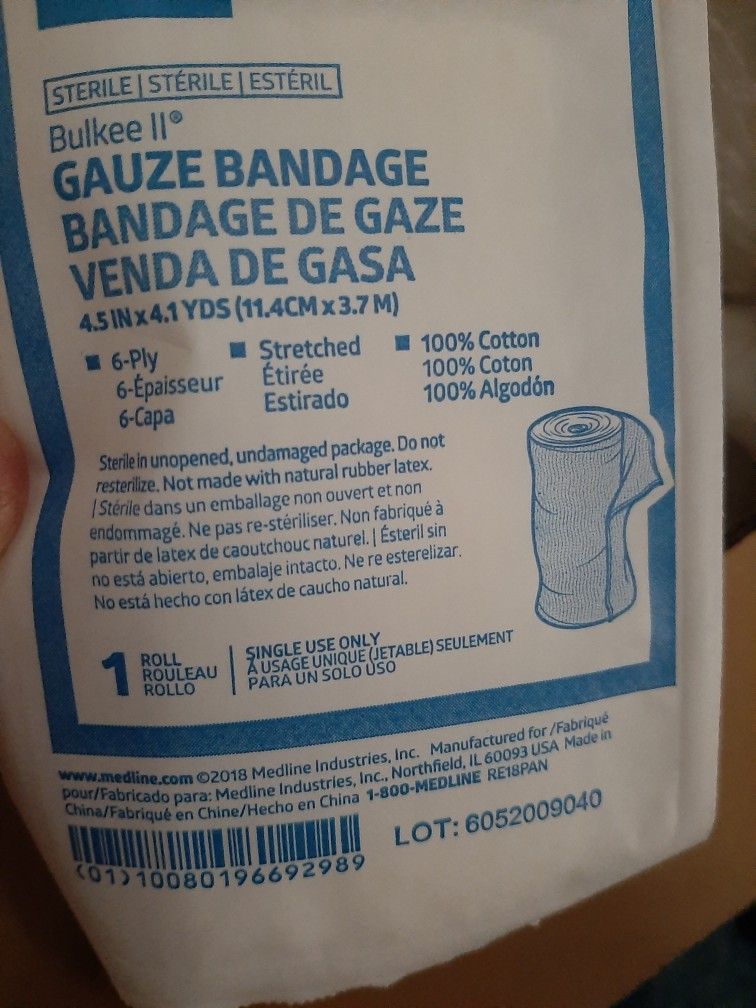 STERILE | STÉRILE | ESTÉRIL
Bulkee II®
GAUZE BANDAGE
BANDAGE DE GAZE
VENDA DE GASA
4.5 IN x 4.1 YDS (11.4CM x 3.7 M)
■ 6-Ply
6-Épaisseur
6-Capa
■ Stretched
Étirée
Estirado
■ 100% Cotton
100% Coton
100% Algodón
Sterile in unopened, undamaged package. Do not
resterilize. Not made with natural rubber latex.
| Stérile dans un emballage non ouvert et non
endommagé. Ne pas re-stériliser. Non fabriqué à
partir de latex de caoutchouc naturel. | Ésteril sin
no está abierto, embalaje intacto. Ne re esterelizar.
No está hecho con látex de caucho natural.
1
ROLL
ROULEAU
ROLLO
SINGLE USE ONLY
À USAGE UNIQUE (JETABLE) SEULEMENT
PARA UN SOLO USO
www.medline.com ©2018 Medline Industries, Inc. Manufactured for /Fabriqué
pour/Fabricado para: Medline Industries, Inc., Northfield, IL 60093 USA Made in
China/Fabriqué en Chine/Hecho en China 1-800-MEDLINE RE18PAN
LOT: 6052009040
(01)10080196692989